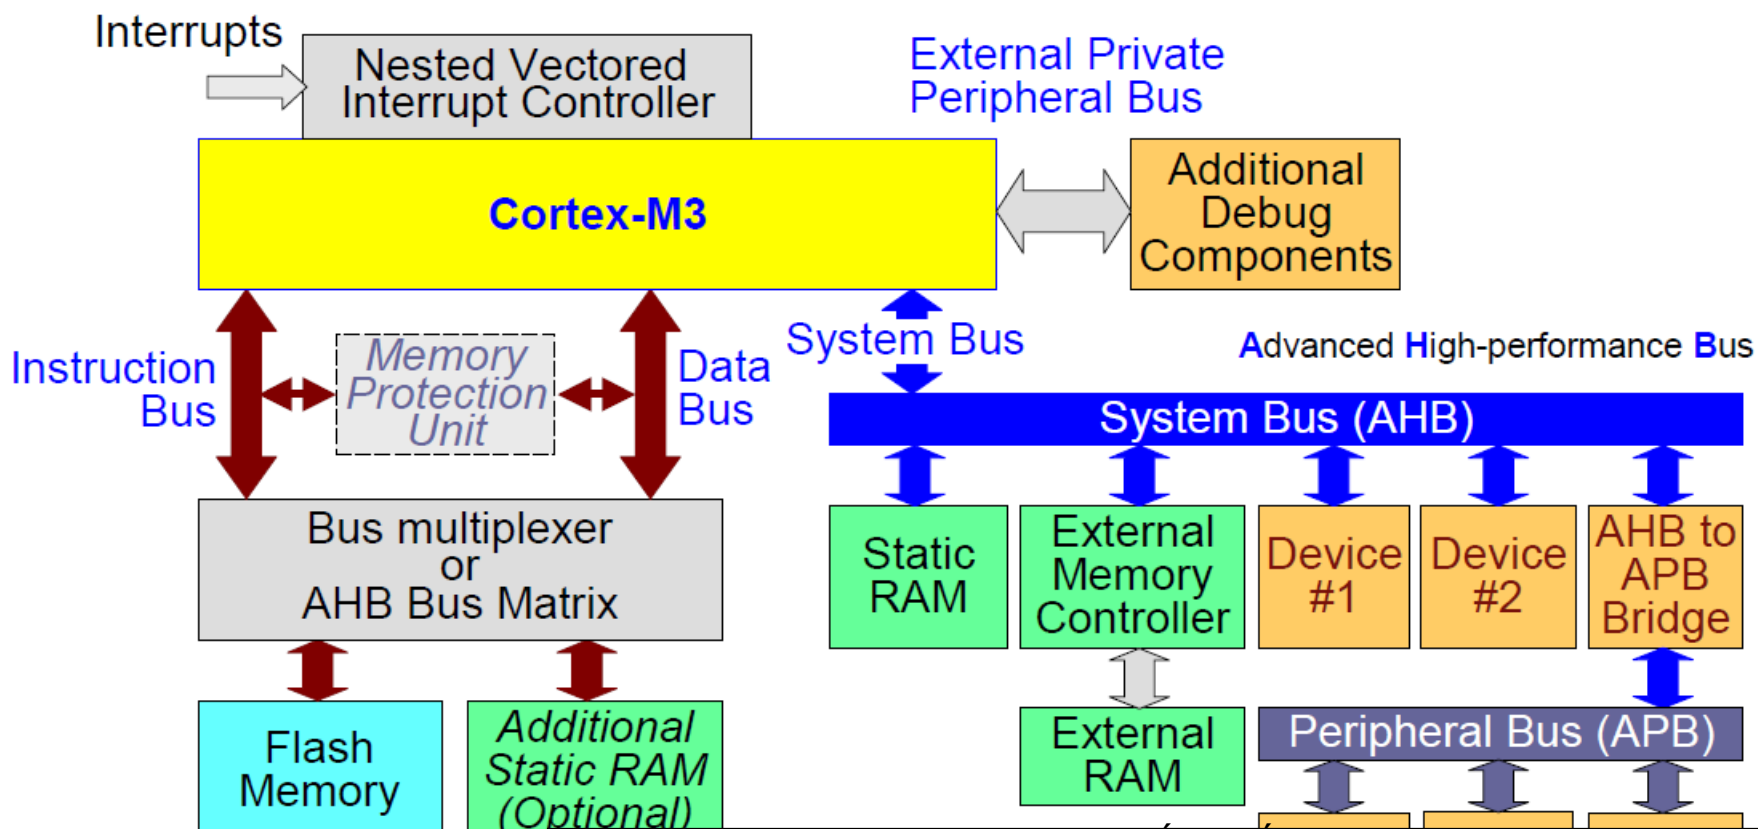 Interrupts
Nested Vectored
Interrupt Controller
External Private
Peripheral Bus
Cortex-M3
Additional
Debug
Components
Instruction
Bus
Memory
Protection
Unit
Data
Bus
System Bus
Advanced High-performance Bus
System Bus (AHB)
Bus multiplexer
or
AHB Bus Matrix
Static
RAM
External
Memory
Controller
Device
#1
Device
#2
AHB to
APB
Bridge
Flash
Memory
Additional
Static RAM
(Optional)
External
RAM
Peripheral Bus (APB)